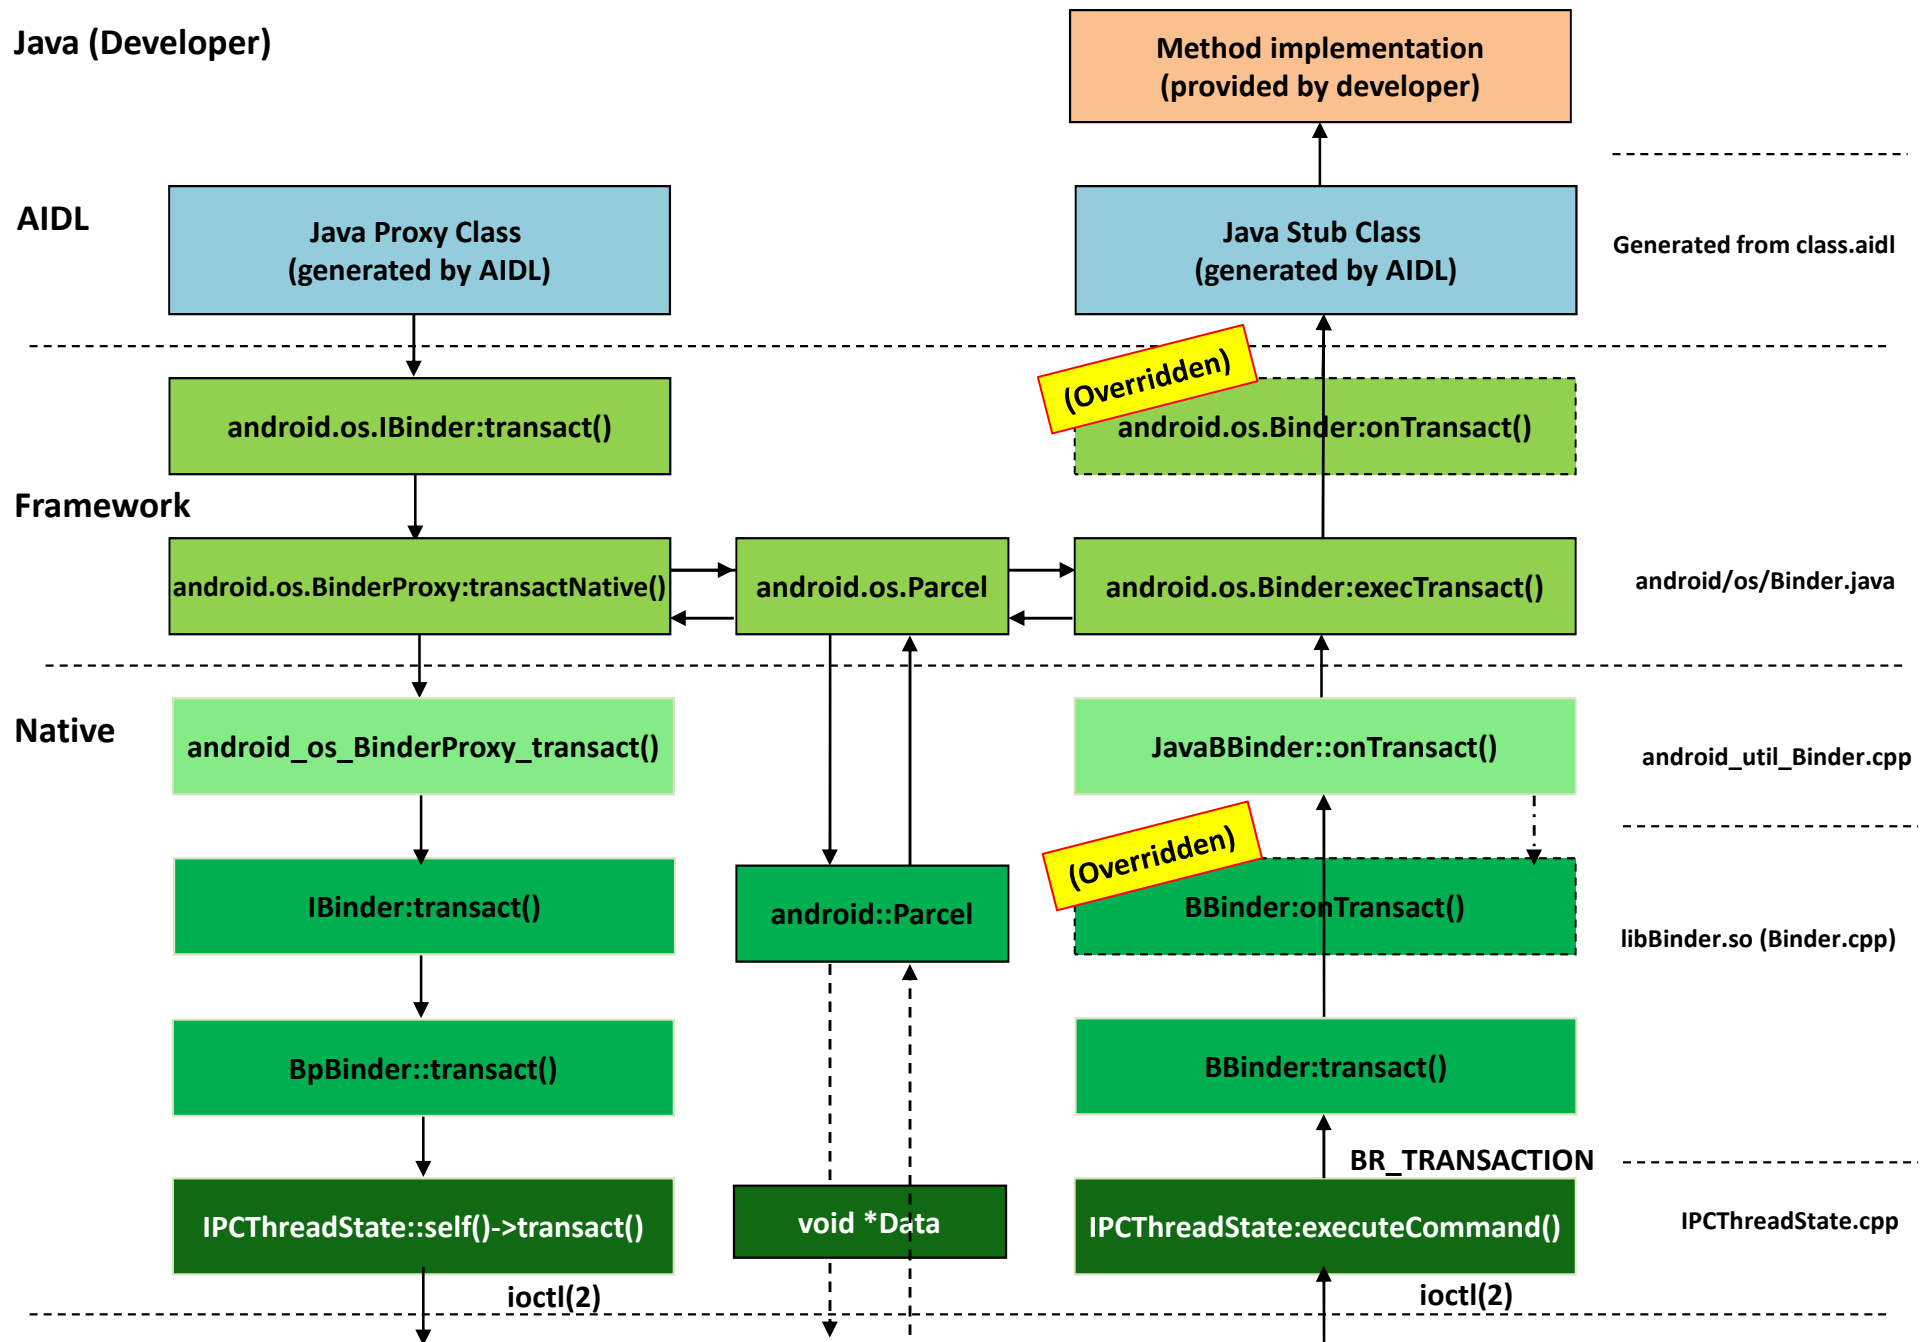 Java (Developer)
Method implementation
(provided by developer)
AIDL
Java Proxy Class
(generated by AIDL)
Java Stub Class
(generated by AIDL)
Generated from class.aidl
(Overridden)
android.os.IBinder:transact()
android.os.Binder:onTransact()
Framework
android.os.BinderProxy:transactNative()
android.os.Parcel
android.os.Binder:execTransact()
android/os/Binder.java
Native
android_os_BinderProxy_transact()
JavaBBinder::onTransact()
android_util_Binder.cpp
(Overridden)
IBinder:transact()
android::Parcel
BBinder:onTransact()
libBinder.so (Binder.cpp)
BpBinder::transact()
BBinder:transact()
BR_TRANSACTION
IPCThreadState::self()->transact()
void *Data
IPCThreadState:executeCommand()
IPCThreadState.cpp
ioctl(2)
ioctl(2)